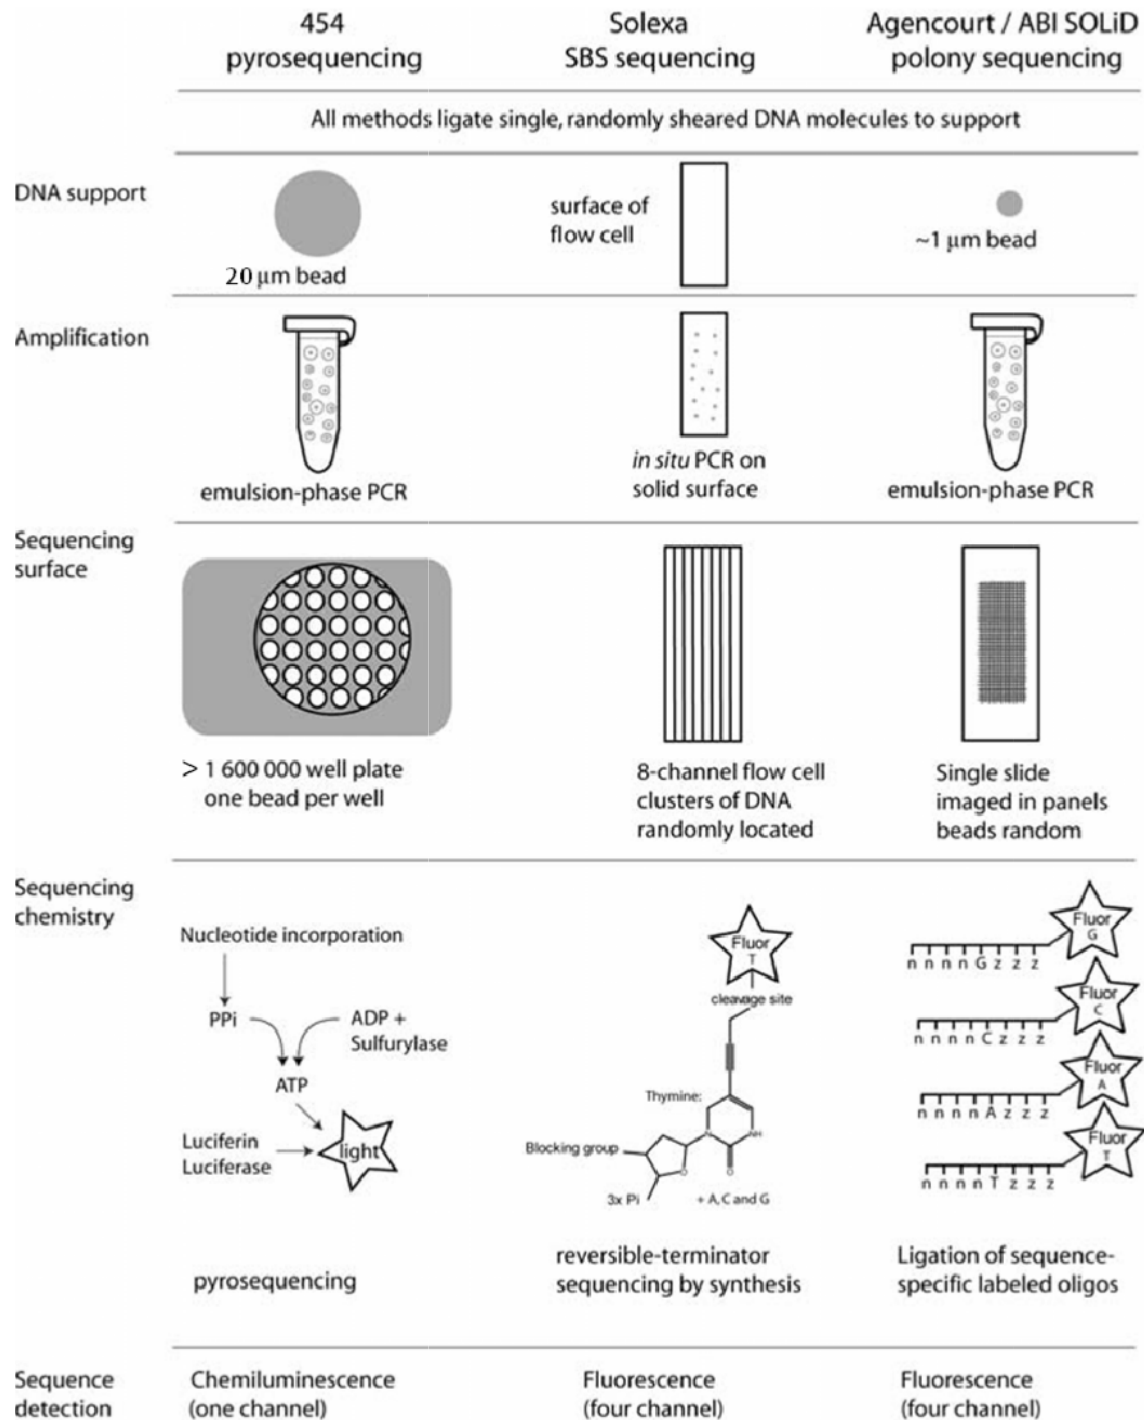 454
pyrosequencing
Solexa
SBS sequencing
Agencourt / ABI SOLiD
polony sequencing
All methods ligate single, randomly sheared DNA molecules to support
DNA support
20 μm bead
surface of
flow cell
~1 μm bead
Amplification
emulsion-phase PCR
in situ PCR on
solid surface
emulsion-phase PCR
Sequencing
surface
> 1 600 000 well plate
one bead per well
8-channel flow cell
clusters of DNA
randomly located
Single slide
imaged in panels
beads random
Sequencing
chemistry
Nucleotide incorporation
PPi
ADP +
Sulfurylase
ATP
Luciferin
Luciferase
light
pyrosequencing
Fluor
T
cleavage site
Thymine:
N
NH
Blocking group
O
O
3x Pi
+ A, C and G
reversible-terminator
sequencing by synthesis
Fluor
G
n n n n G z z z
Fluor
C
n n n n C z z z
Fluor
A
n n n n A z z z
Fluor
T
n n n n T z z z
Ligation of sequence-
specific labeled oligos
Sequence
detection
Chemiluminescence
(one channel)
Fluorescence
(four channel)
Fluorescence
(four channel)